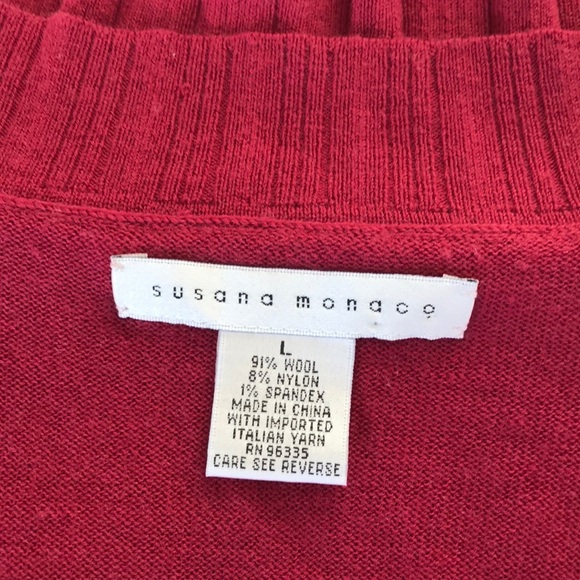 susana monaco
L
91% WOOL
8% NYLON
1% SPANDEX
MADE IN CHINA
WITH IMPORTED
ITALIAN YARN
RN 96335
CARE SEE REVERSE